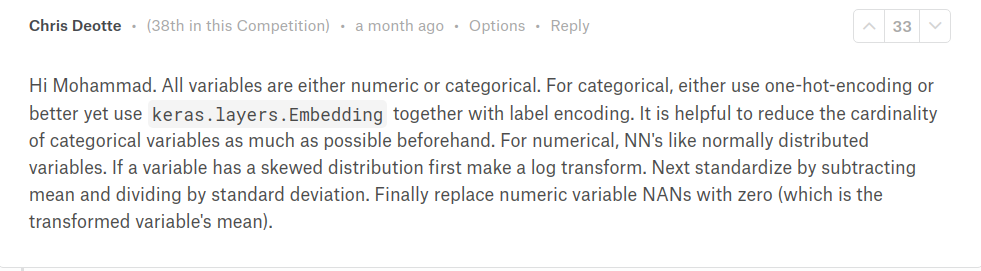 Chris Deotte • (38th in this Competition) • a month ago • Options • Reply
33
Hi Mohammad. All variables are either numeric or categorical. For categorical, either use one-hot-encoding or
better yet use keras.layers.Embedding together with label encoding. It is helpful to reduce the cardinality
of categorical variables as much as possible beforehand. For numerical, NN's like normally distributed
variables. If a variable has a skewed distribution first make a log transform. Next standardize by subtracting
mean and dividing by standard deviation. Finally replace numeric variable NANs with zero (which is the
transformed variable's mean).